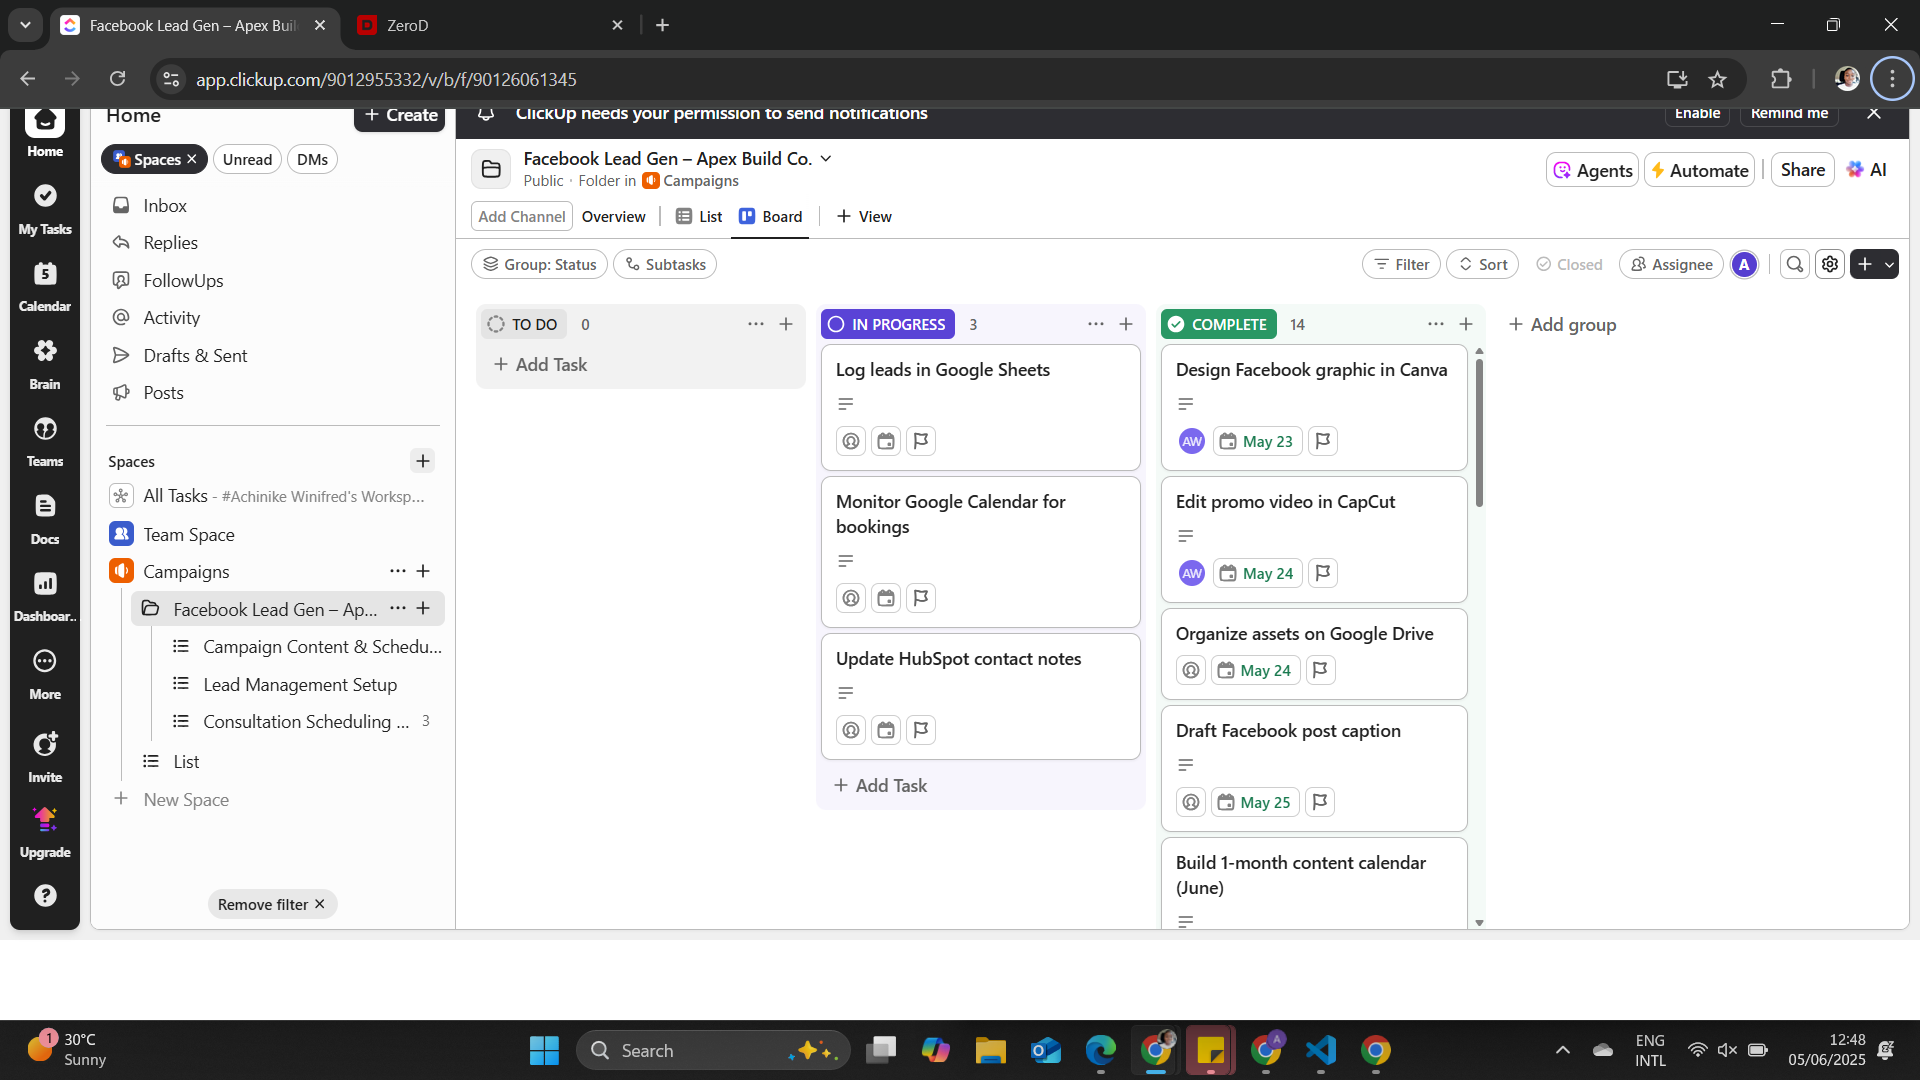 Facebook Lead Gen – Apex Buil
ZeroD
app.clickup.com/9012955332/v/b/f/90126061345
Home
My Tasks
5
Calendar
Brain
Teams
Docs
Dashboar..
More
Invite
Upgrade
Home
Create
Spaces
Unread
DMs
Inbox
Replies
FollowUps
Activity
Drafts & Sent
Posts
Spaces
All Tasks - #Achinike Winifred's Worksp...
Team Space
Campaigns
Facebook Lead Gen – Ap...
Campaign Content & Schedu...
Lead Management Setup
Consultation Scheduling ... 3
List
New Space
Remove filter
ClickUp needs your permission to send notifications
Enable
Remind me
Facebook Lead Gen – Apex Build Co.
Public · Folder in Campaigns
Agents
Automate
Share
AI
Add Channel
Overview
List
Board
View
Group: Status
Subtasks
Filter
Sort
Closed
Assignee
A
TO DO 0
Add Task
IN PROGRESS 3
Log leads in Google Sheets
Monitor Google Calendar for
bookings
Update HubSpot contact notes
Add Task
COMPLETE 14
Design Facebook graphic in Canva
AW May 23
Edit promo video in CapCut
AW May 24
Organize assets on Google Drive
May 24
Draft Facebook post caption
May 25
Build 1-month content calendar
(June)
Add group
1
30°C
Sunny
Search
A
ENG
INTL
12:48
05/06/2025